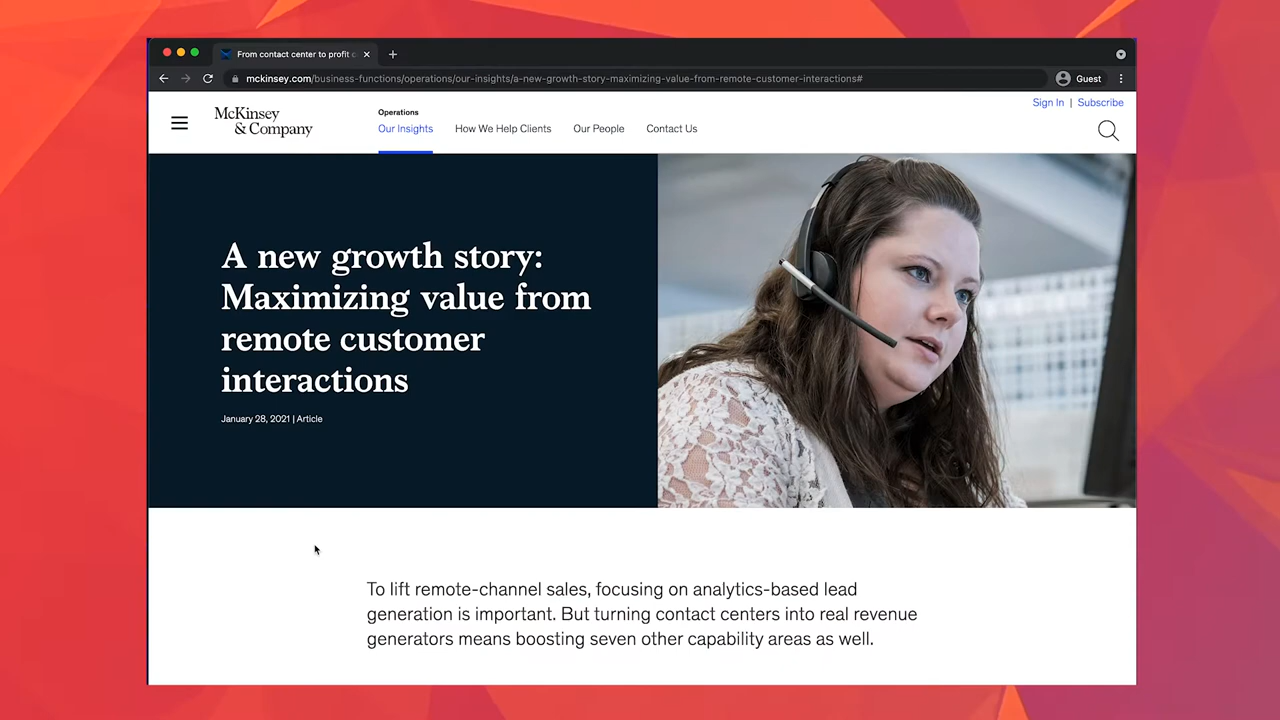 From contact center to profit c
mckinsey.com/business-functions/operations/our-insights/a-new-growth-story-maximizing-value-from-remote-customer-interactions#
Guest
McKinsey
& Company
Operations
Our Insights
How We Help Clients
Our People
Contact Us
Sign In | Subscribe
A new growth story:
Maximizing value from
remote customer
interactions
January 28, 2021 | Article
To lift remote-channel sales, focusing on analytics-based lead
generation is important. But turning contact centers into real revenue
generators means boosting seven other capability areas as well.